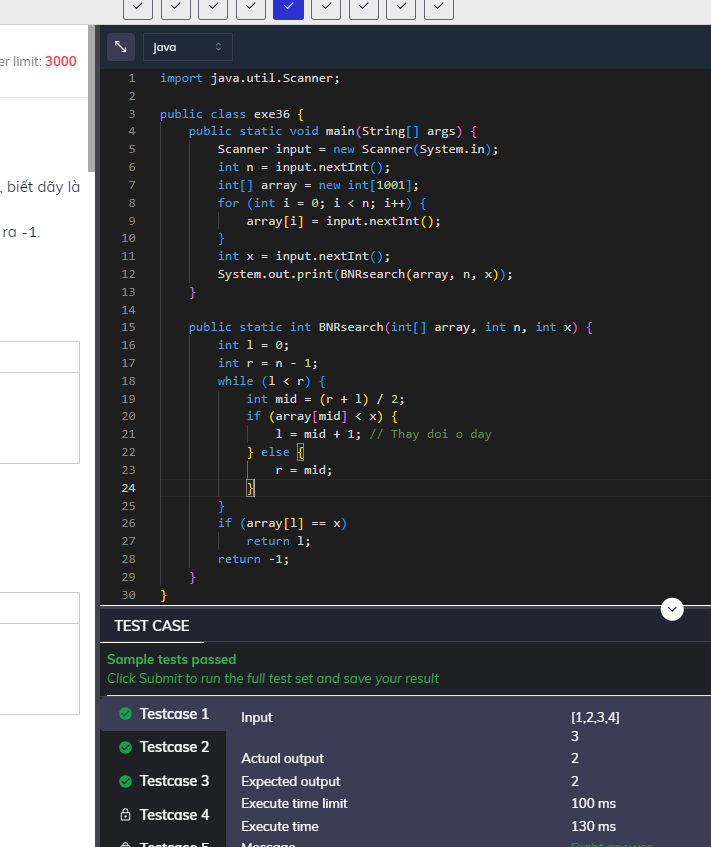 er limit: 3000
, biết dãy là
ra -1.
Java
1 import java.util.Scanner;
2
3 public class exe36 {
4 public static void main(String[] args) {
5 Scanner input = new Scanner(System.in);
6 int n = input.nextInt();
7 int[] array = new int[1001];
8 for (int i = 0; i < n; i++) {
9 array[i] = input.nextInt();
10 }
11 int x = input.nextInt();
12 System.out.print(BNRsearch(array, n, x));
13 }
14
15 public static int BNRsearch(int[] array, int n, int x) {
16 int l = 0;
17 int r = n - 1;
18 while (l < r) {
19 int mid = (r + l) / 2;
20 if (array[mid] < x) {
21 l = mid + 1; // Thay doi o day
22 } else {
23 r = mid;
24 }
25 }
26 if (array[l] == x)
27 return l;
28 return -1;
29 }
30 }
TEST CASE
Sample tests passed
Click Submit to run the full test set and save your result
Testcase 1
Testcase 2
Testcase 3
Testcase 4
Testcase 5
Input [1,2,3,4]
3
Actual output 2
Expected output 2
Execute time limit 100 ms
Execute time 130 ms
Message Right answer